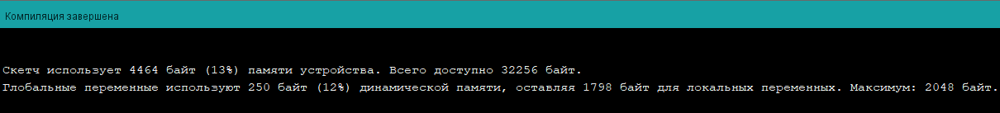 Компиляция завершена
Скетч использует 4464 байт (13%) памяти устройства. Всего доступно 32256 байт.
Глобальные переменные используют 250 байт (12%) динамической памяти, оставляя 1798 байт для локальных переменных. Максимум: 2048 байт.